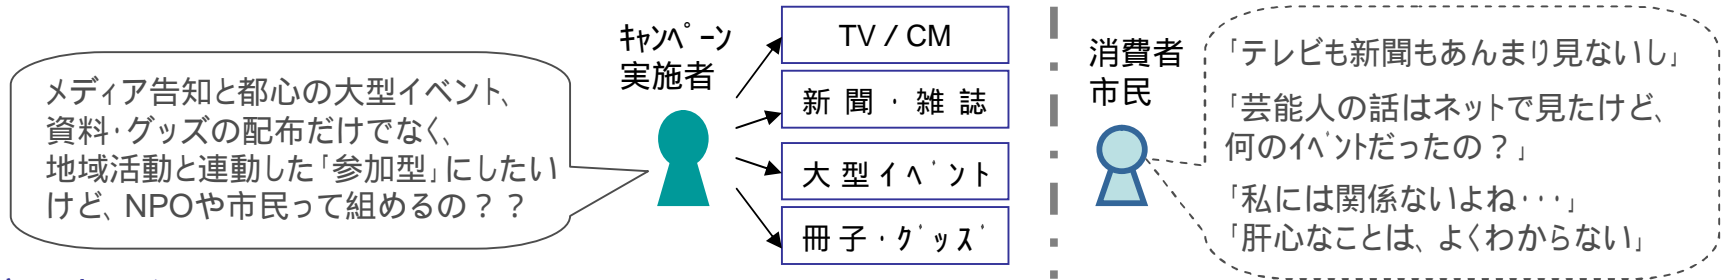 メディア告知と都心の大型イベント、
資料・グッズの配布だけでなく、
地域活動と連動した「参加型」にしたい
けど、NPOや市民って組めるの？？
ｷｬﾝﾍﾟｰﾝ
実施者
TV / CM
新聞・雑誌
大型ｲﾍﾞﾝﾄ
冊子・ｸﾞｯｽﾞ
消費者
市民
「テレビも新聞もあんまり見ないし」
「芸能人の話はネットで見たけど、
何のｲﾍﾞﾝﾄだったの？」
「私には関係ないよね・・・」
「肝心なことは、よくわからない」